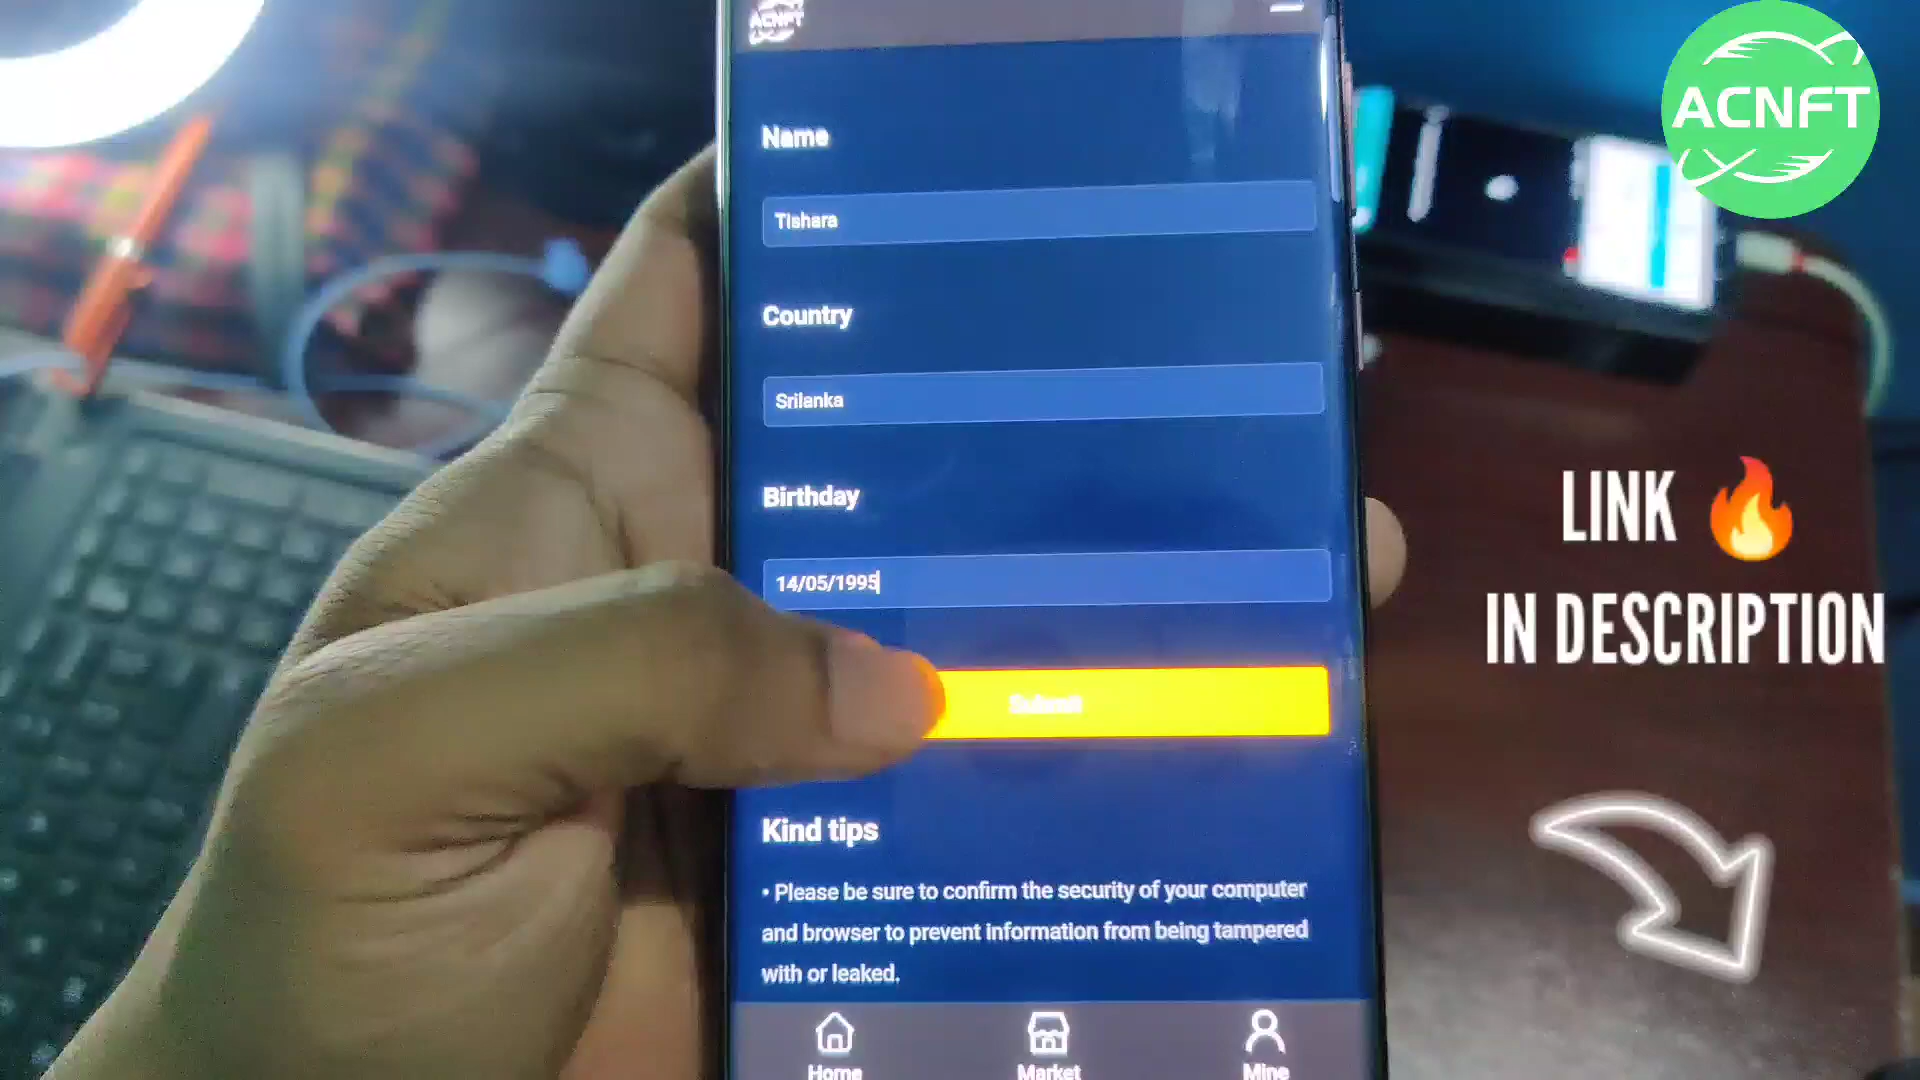 ACNFT
ACNFT
Name
Tishara
Country
Srilanka
Birthday
14/05/1995
Submit
Kind tips
• Please be sure to confirm the security of your computer
and browser to prevent information from being tampered
with or leaked.
Home
Market
Mine
LINK 🔥
IN DESCRIPTION